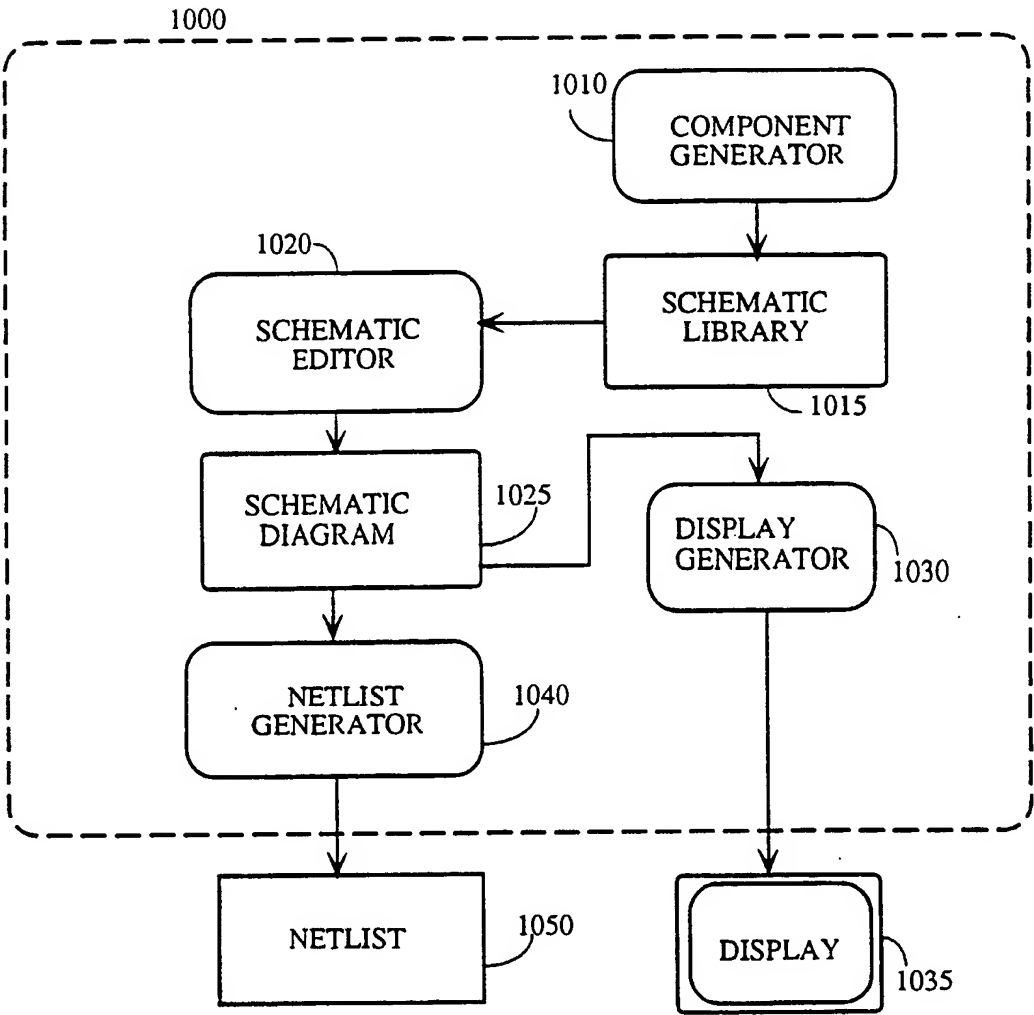 1000
1010
COMPONENT
GENERATOR
1020
SCHEMATIC
EDITOR
SCHEMATIC
LIBRARY
1015
SCHEMATIC
DIAGRAM
1025
DISPLAY
GENERATOR
1030
NETLIST
GENERATOR
1040
NETLIST
1050
DISPLAY
1035